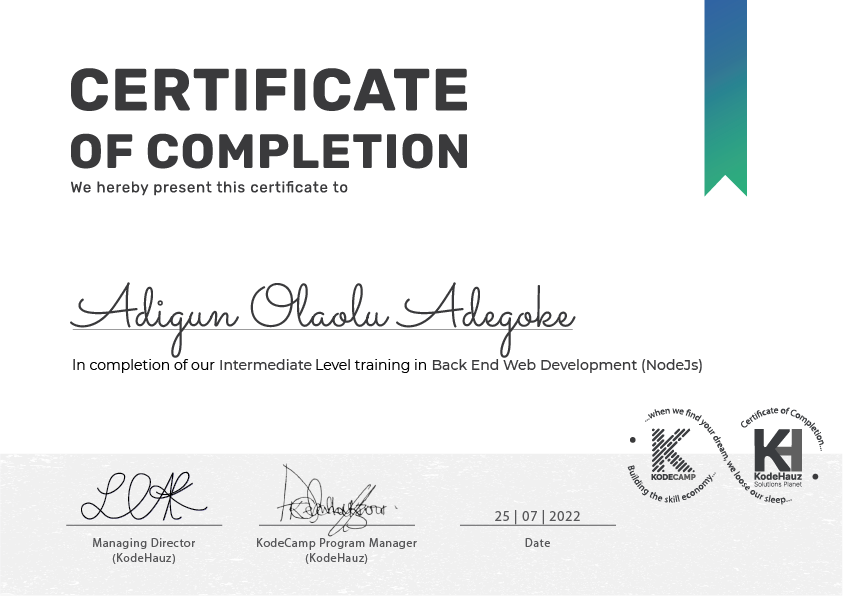 CERTIFICATE
OF COMPLETION
We hereby present this certificate to
Adigun Olaolu Adegoke
In completion of our Intermediate Level training in Back End Web Development (NodeJs)
...when we find your dream, we loose our sleep...
Certificate of Completion...
KODECAMP
KodeHauz
Solutions Planet
Building the skill economy...
25 | 07 | 2022
Managing Director
(KodeHauz)
KodeCamp Program Manager
(KodeHauz)
Date